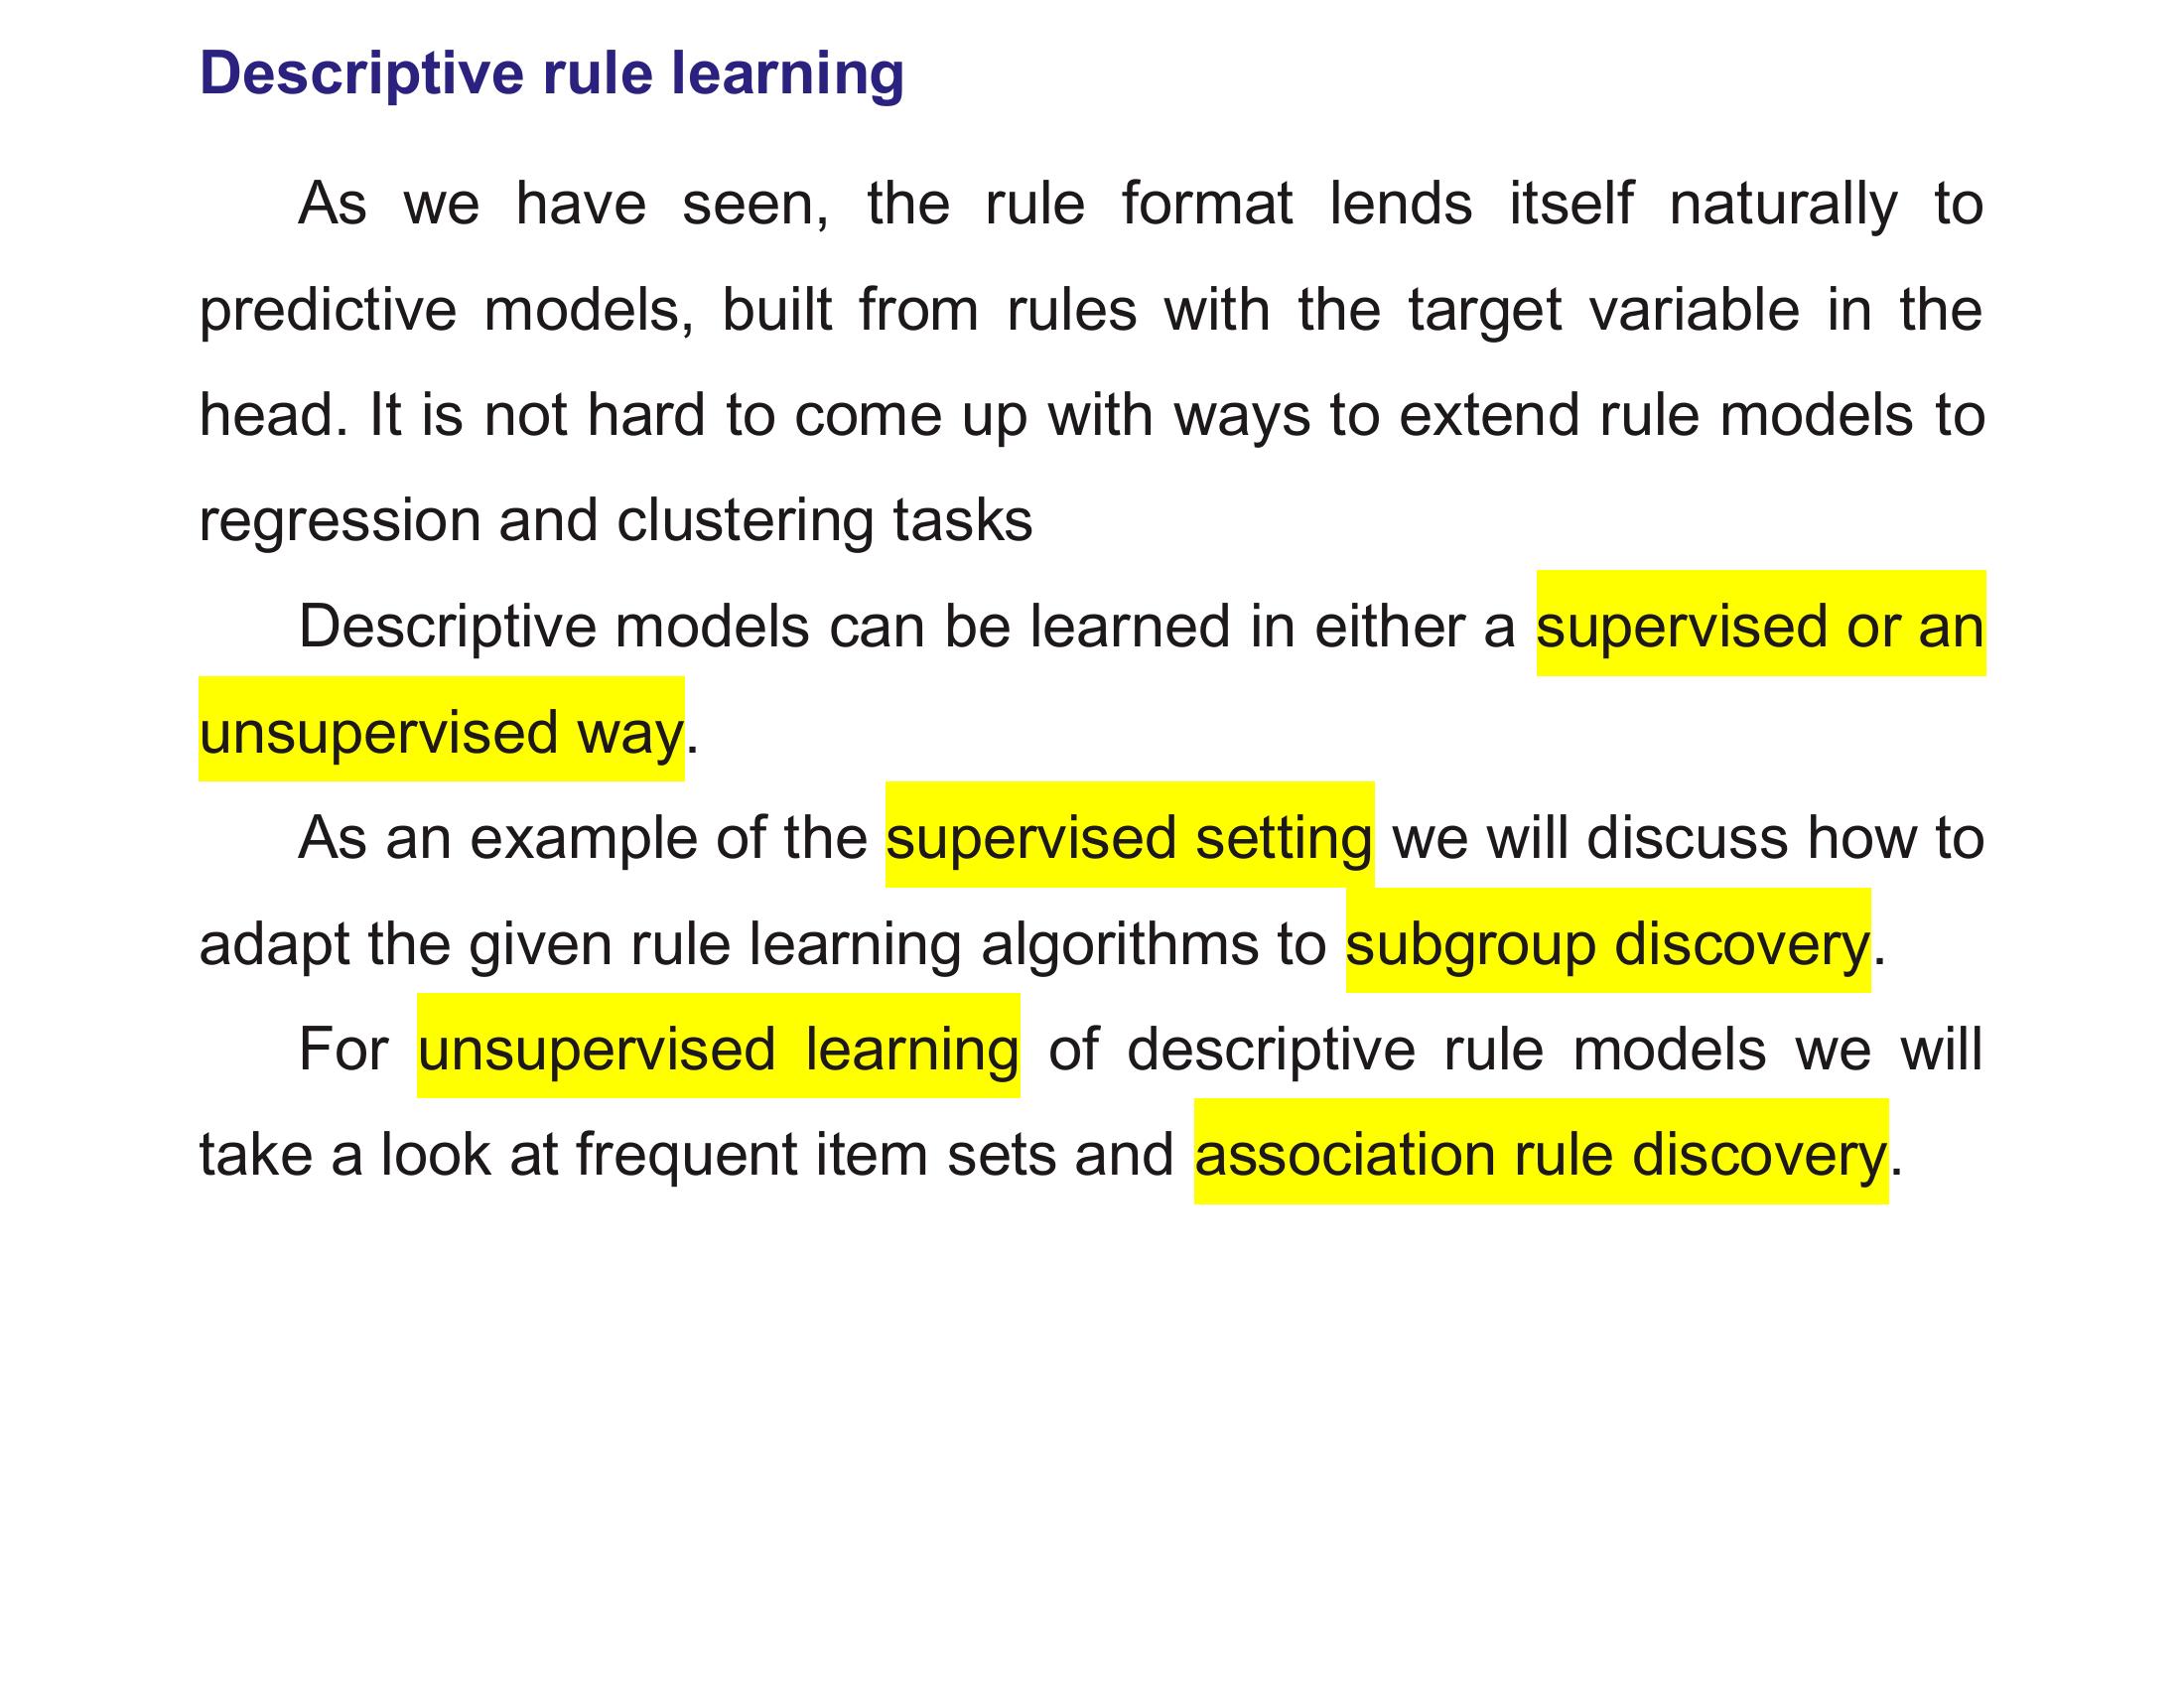 Descriptive rule learning
As we have seen, the rule format lends itself naturally to
predictive models, built from rules with the target variable in the
head. It is not hard to come up with ways to extend rule models to
regression and clustering tasks
Descriptive models can be learned in either a supervised or an
unsupervised way.
As an example of the supervised setting we will discuss how to
adapt the given rule learning algorithms to subgroup discovery.
For unsupervised learning of descriptive rule models we will
take a look at frequent item sets and association rule discovery.